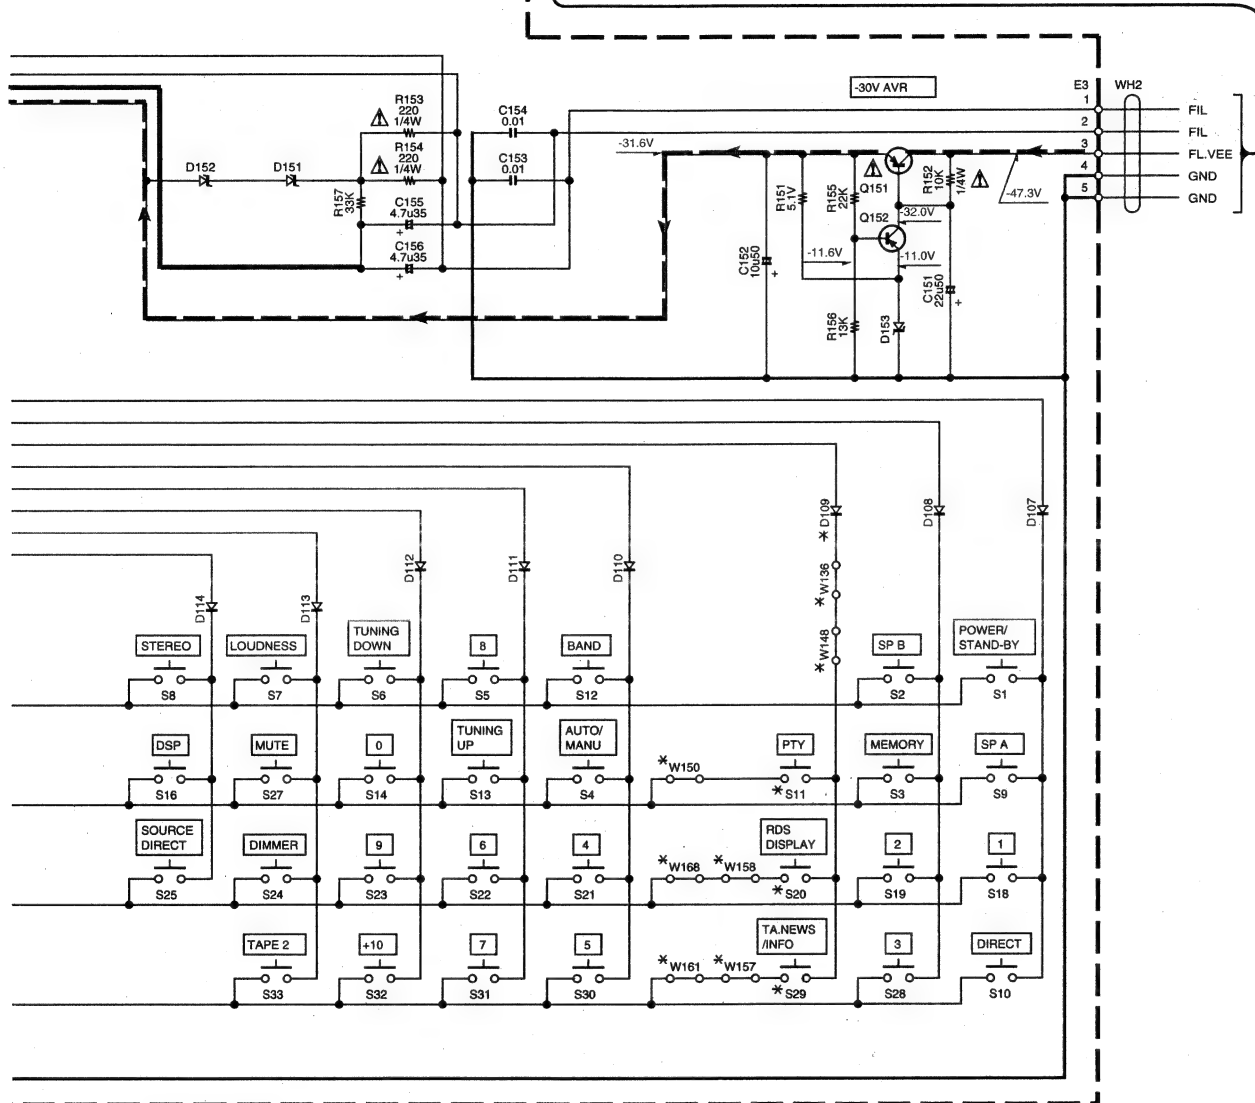 -30V AVR
E3
WH2
1
FIL
2
FIL
3
FL.VEE
4
GND
5
GND
R153
220
1/4W
R154
220
1/4W
C154
0.01
C153
0.01
-31.6V
D152
D151
R157
33K
C155
4.7u35
+
C156
4.7u35
+
C152
10u50
+
R151
5.1V
R155
22K
Q151
R152
10K
1/4W
-47.3V
-32.0V
Q152
-11.6V
-11.0V
C151
22u50
+
R156
13K
D153
D109
*
D108
D107
D112
D111
D110
*W136
*W148
D114
D113
STEREO
S8
LOUDNESS
S7
TUNING
DOWN
S6
8
S5
BAND
S12
SP B
S2
POWER/
STAND-BY
S1
DSP
S16
MUTE
S27
0
S14
TUNING
UP
S13
AUTO/
MANU
S4
*W150
PTY
*S11
MEMORY
S3
SP A
S9
SOURCE
DIRECT
S25
DIMMER
S24
9
S23
6
S22
4
S21
*W168
*W158
RDS
DISPLAY
*S20
2
S19
1
S18
TAPE 2
S33
+10
S32
7
S31
5
S30
*W161
*W157
TA.NEWS
/INFO
*S29
3
S28
DIRECT
S10